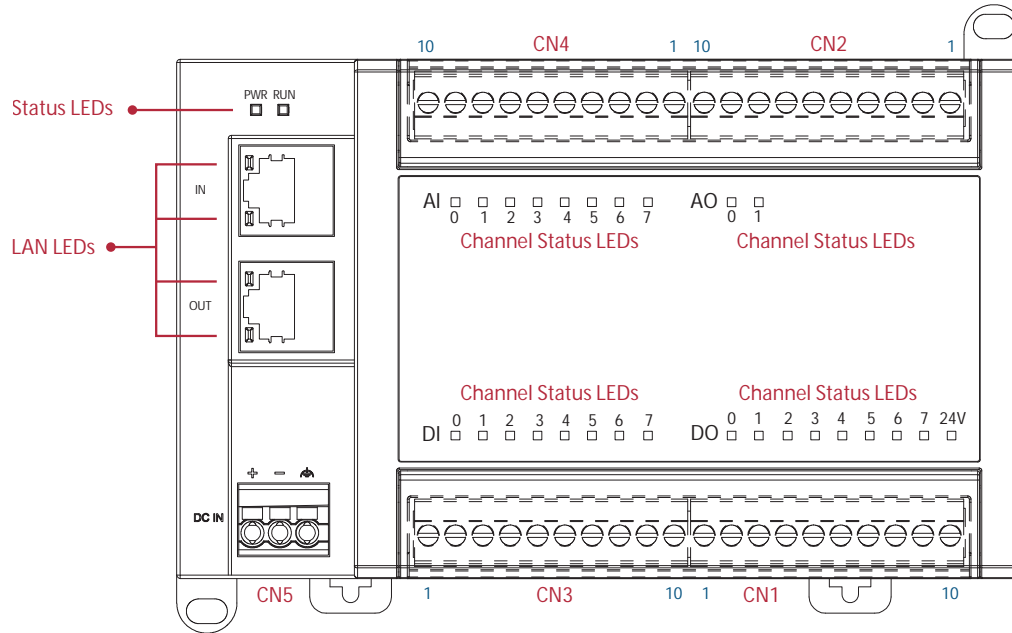 10 CN4 1 10 CN2 1
Status LEDs
PWR RUN
IN
LAN LEDs
OUT
AI
0 1 2 3 4 5 6 7
Channel Status LEDs
AO
0 1
Channel Status LEDs
Channel Status LEDs
0 1 2 3 4 5 6 7
DI
Channel Status LEDs
0 1 2 3 4 5 6 7 24V
DO
+ −
DC IN
CN5
1 CN3 10 1 CN1 10